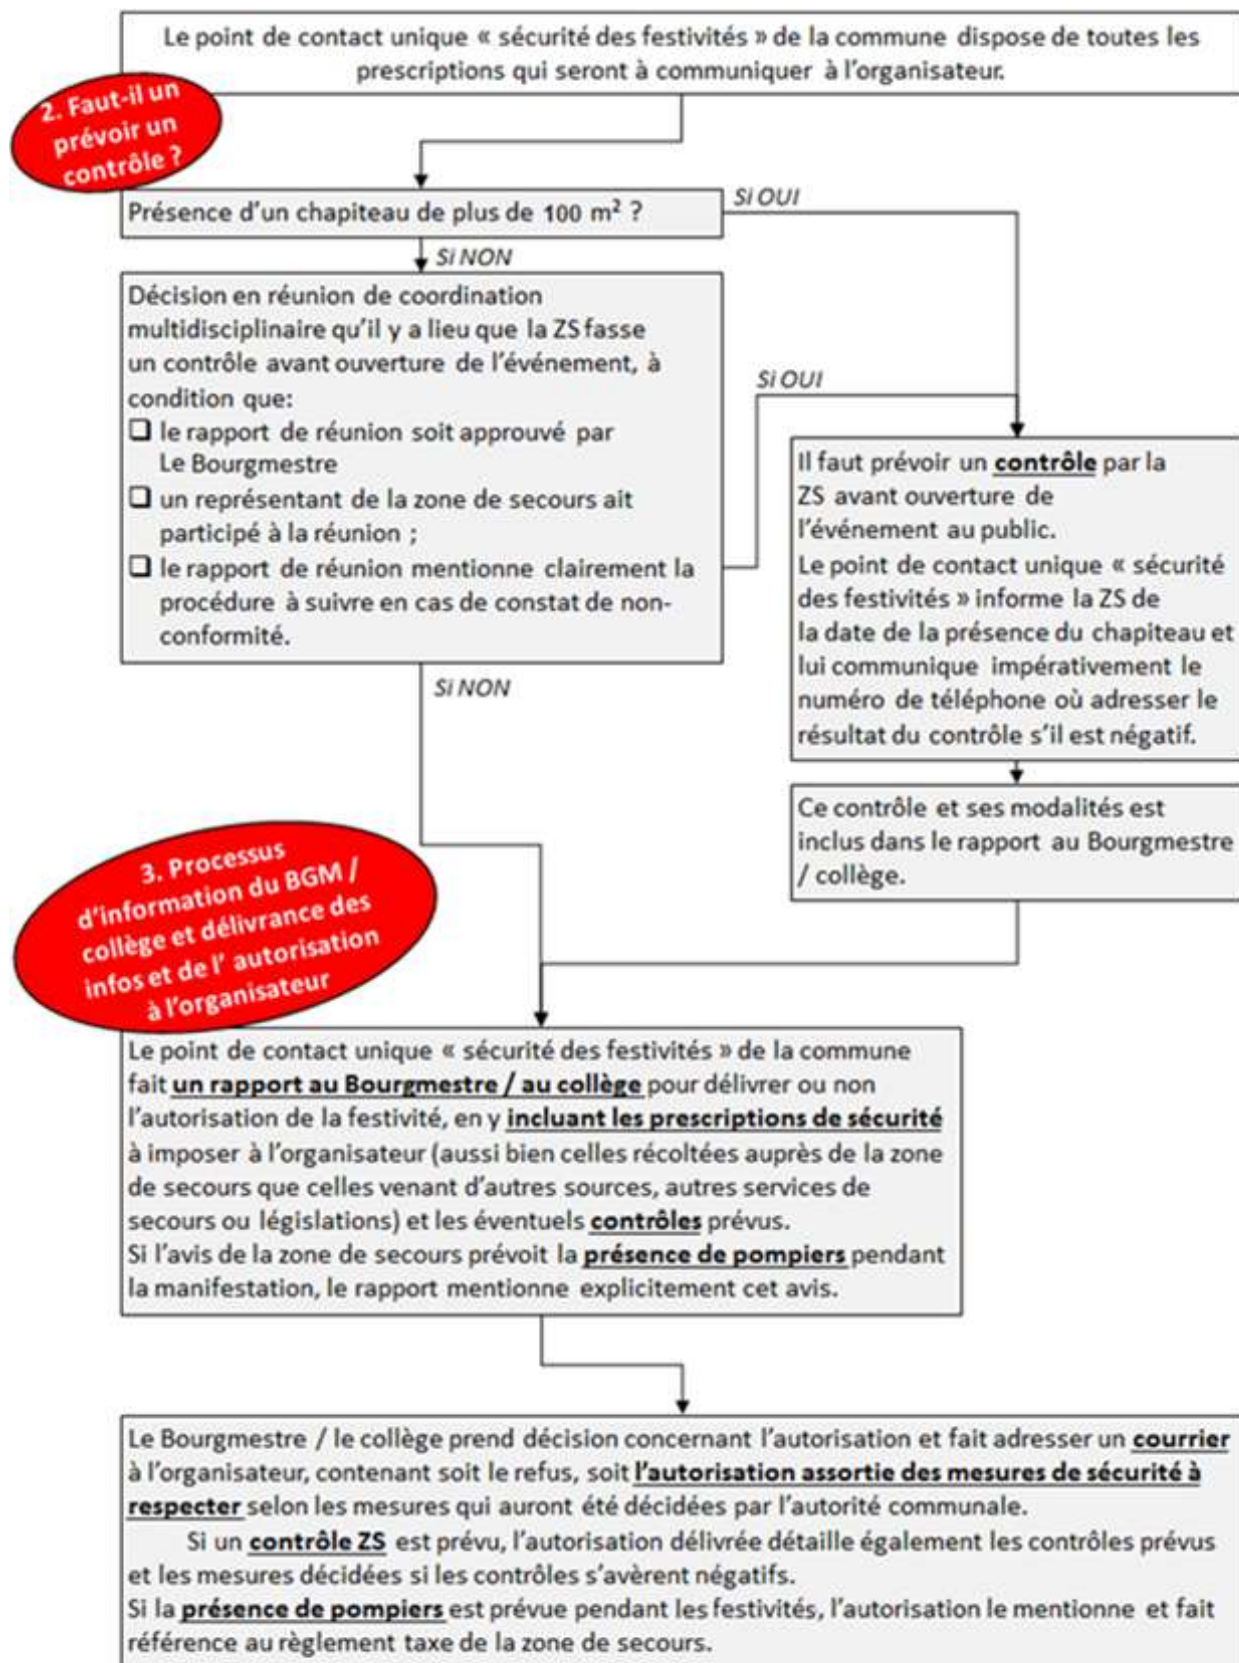 Le point de contact unique « sécurité des festivités » de la commune dispose de toutes les
prescriptions qui seront à communiquer à l'organisateur.
2. Faut-il un
prévoir un
contrôle ?
Présence d'un chapiteau de plus de 100 m² ?
Si OUI
Si NON
Décision en réunion de coordination
multidisciplinaire qu'il y a lieu que la ZS fasse
un contrôle avant ouverture de l'événement, à
condition que:
❑ le rapport de réunion soit approuvé par
Le Bourgmestre
❑ un représentant de la zone de secours ait
participé à la réunion ;
❑ le rapport de réunion mentionne clairement la
procédure à suivre en cas de constat de non-
conformité.
Si OUI
Il faut prévoir un contrôle par la
ZS avant ouverture de
l'événement au public.
Le point de contact unique « sécurité
des festivités » informe la ZS de
la date de la présence du chapiteau et
lui communique impérativement le
numéro de téléphone où adresser le
résultat du contrôle s'il est négatif.
Si NON
Ce contrôle et ses modalités est
inclus dans le rapport au Bourgmestre
/ collège.
3. Processus
d'information du BGM /
collège et délivrance des
infos et de l' autorisation
à l'organisateur
Le point de contact unique « sécurité des festivités » de la commune
fait un rapport au Bourgmestre / au collège pour délivrer ou non
l'autorisation de la festivité, en y incluant les prescriptions de sécurité
à imposer à l'organisateur (aussi bien celles récoltées auprès de la zone
de secours que celles venant d'autres sources, autres services de
secours ou législations) et les éventuels contrôles prévus.
Si l'avis de la zone de secours prévoit la présence de pompiers pendant
la manifestation, le rapport mentionne explicitement cet avis.
Le Bourgmestre / le collège prend décision concernant l'autorisation et fait adresser un courrier
à l'organisateur, contenant soit le refus, soit l'autorisation assortie des mesures de sécurité à
respecter selon les mesures qui auront été décidées par l'autorité communale.
Si un contrôle ZS est prévu, l'autorisation délivrée détaille également les contrôles prévus
et les mesures décidées si les contrôles s'avèrent négatifs.
Si la présence de pompiers est prévue pendant les festivités, l'autorisation le mentionne et fait
référence au règlement taxe de la zone de secours.